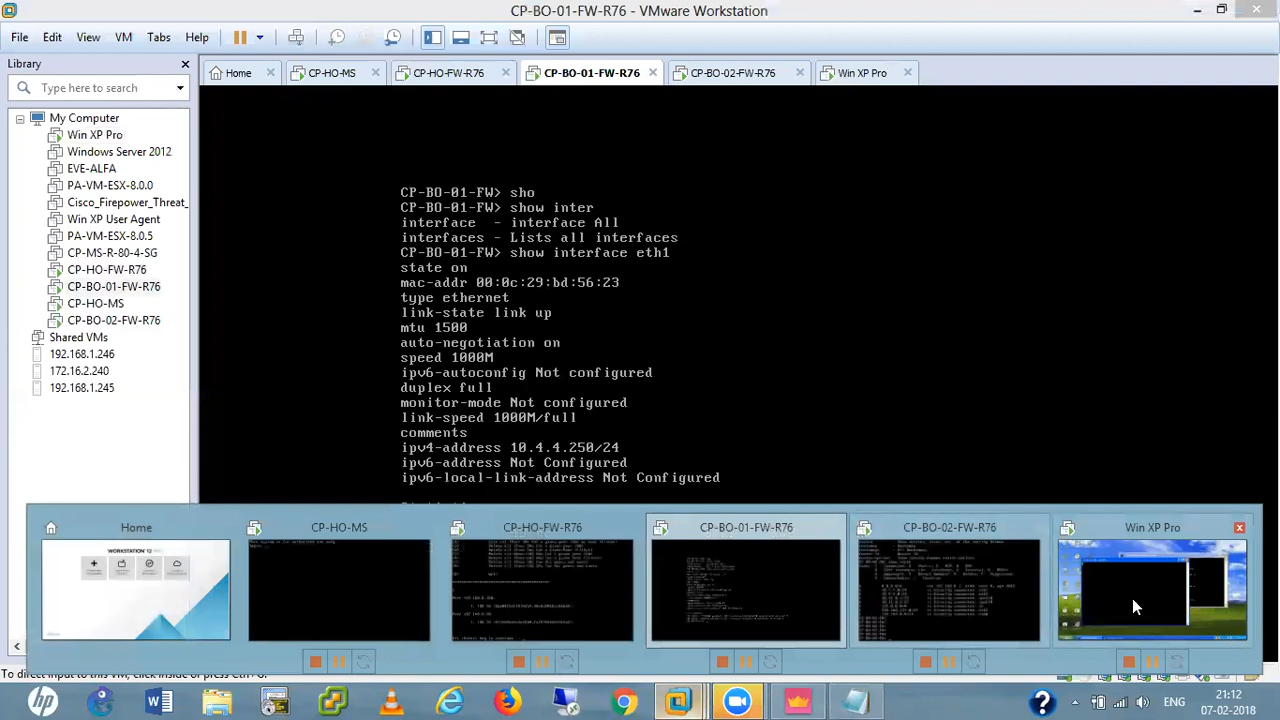 CP-BO-01-FW-R76 - VMware Workstation
File Edit View VM Tabs Help
Library
Type here to search
Home CP-HO-MS CP-HO-FW-R76 CP-BO-01-FW-R76 CP-BO-02-FW-R76 Win XP Pro
My Computer
Win XP Pro
Windows Server 2012
EVE-ALFA
PA-VM-ESX-8.0.0
Cisco_Firepower_Threat_
Win XP User Agent
PA-VM-ESX-8.0.5
CP-MS-R-80-4-SG
CP-HO-FW-R76
CP-BO-01-FW-R76
CP-HO-MS
CP-BO-02-FW-R76
Shared VMs
192.168.1.246
172.16.2.240
192.168.1.245
CP-BO-01-FW> sho
CP-BO-01-FW> show inter
interface - interface All
interfaces - Lists all interfaces
CP-BO-01-FW> show interface eth1
state on
mac-addr 00:0c:29:bd:56:23
type ethernet
link-state link up
mtu 1500
auto-negotiation on
speed 1000M
ipv6-autoconfig Not configured
duplex full
monitor-mode Not configured
link-speed 1000M/full
comments
ipv4-address 10.4.4.250/24
ipv6-address Not Configured
ipv6-local-link-address Not Configured
Home CP-HO-MS CP-HO-FW-R76 CP-BO-01-FW-R76 CP-BO-02-FW-R76 Win XP Pro
ENG
21:12
07-02-2018